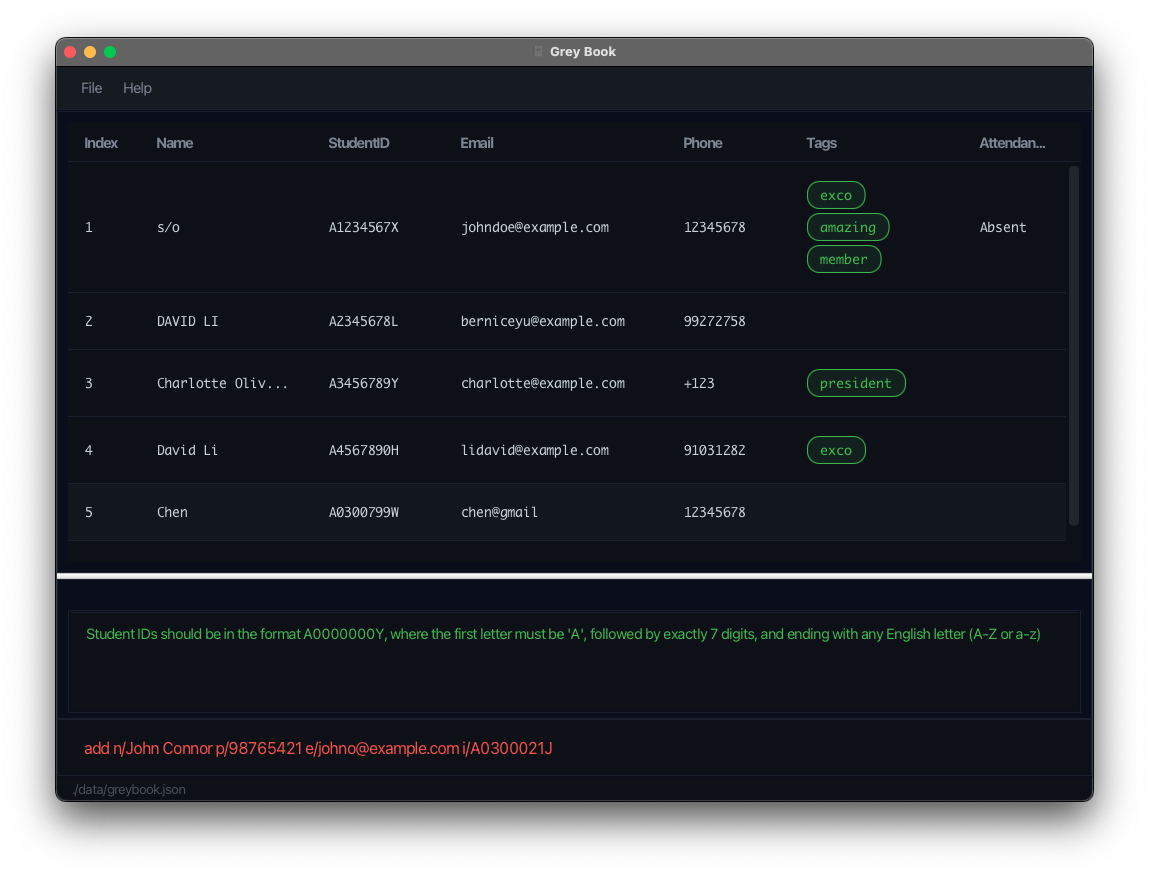 Grey Book
File Help
Index Name StudentID Email Phone Tags Attendan...
1 s/o A1234567X johndoe@example.com 12345678 exco amazing member Absent
2 DAVID LI A2345678L berniceyu@example.com 99272758
3 Charlotte Oliv... A3456789Y charlotte@example.com +123 president
4 David Li A4567890H lidavid@example.com 91031282 exco
5 Chen A0300799W chen@gmail 12345678
Student IDs should be in the format A0000000Y, where the first letter must be 'A', followed by exactly 7 digits, and ending with any English letter (A-Z or a-z)
add n/John Connor p/98765421 e/johno@example.com i/A0300021J
./data/greybook.json